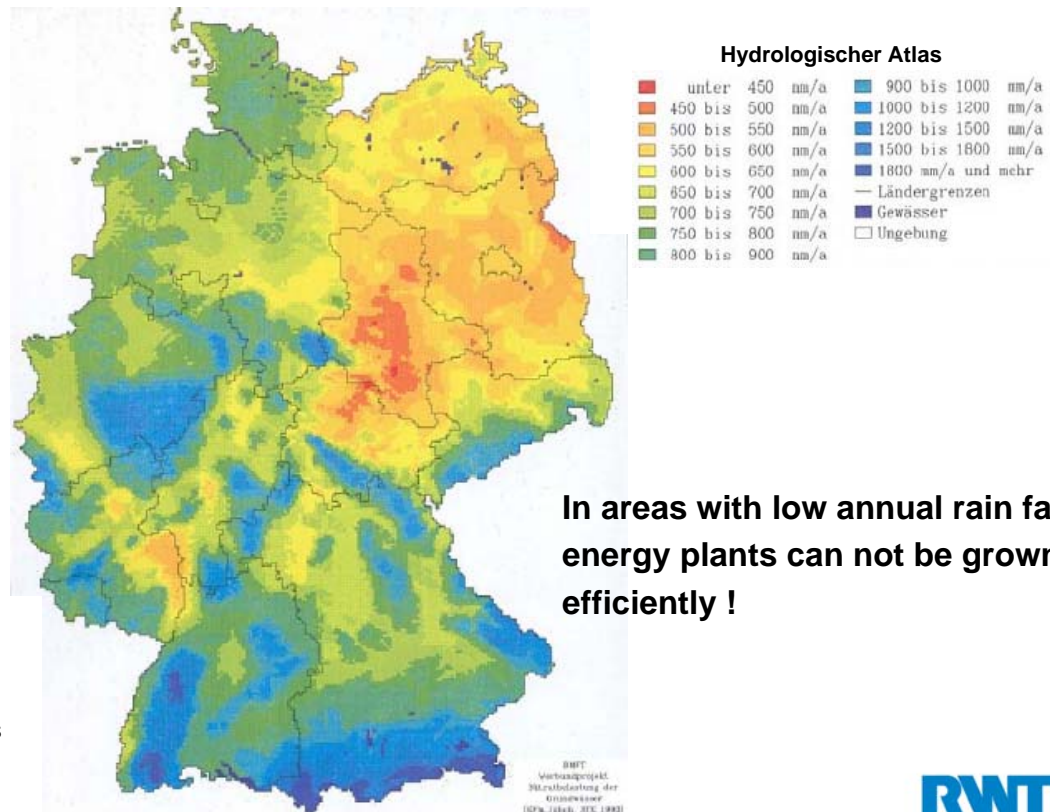 Hydrologischer Atlas
unter 450 mm/a
450 bis 500 mm/a
500 bis 550 mm/a
550 bis 600 mm/a
600 bis 650 mm/a
650 bis 700 mm/a
700 bis 750 mm/a
750 bis 800 mm/a
800 bis 900 mm/a
900 bis 1000 mm/a
1000 bis 1200 mm/a
1200 bis 1500 mm/a
1500 bis 1800 mm/a
1800 mm/a und mehr
Ländergrenzen
Gewässer
Umgebung
In areas with low annual rain fa
energy plants can not be grown
efficiently !
s
BMFT
Verbundprojekt
Nitratbelastung der
Grundwässer
RWT